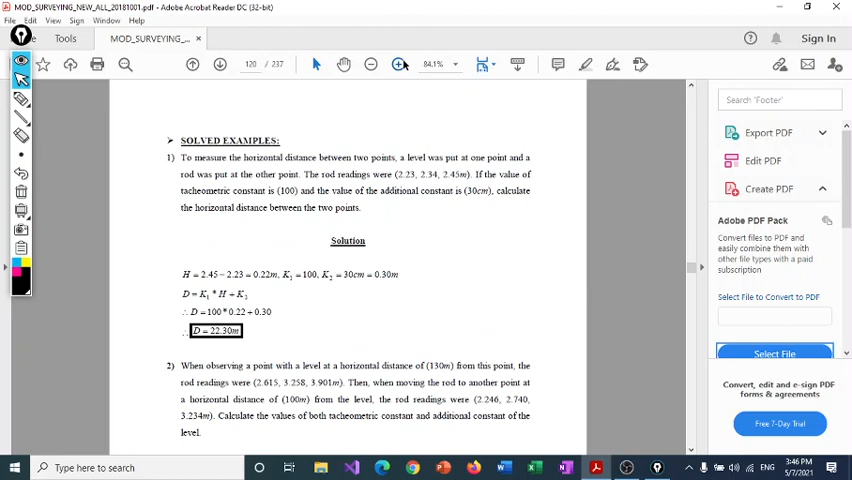 MOD_SURVEYING_NEW_ALL_20181001.pdf - Adobe Acrobat Reader DC (32-bit)
File Edit View Sign Window Help
Tools
MOD_SURVEYING_...
Sign In
120 / 237
84.1%
➤ SOLVED EXAMPLES:
1) To measure the horizontal distance between two points, a level was put at one point and a
rod was put at the other point. The rod readings were (2.23, 2.34, 2.45m). If the value of
tacheometric constant is (100) and the value of the additional constant is (30cm), calculate
the horizontal distance between the two points.
Solution
H = 2.45 − 2.23 = 0.22m, K₁ = 100, K₂ = 30cm = 0.30m
D = K₁ * H + K₂
∴ D = 100 * 0.22 + 0.30
∴ D = 22.30m
2) When observing a point with a level at a horizontal distance of (130m) from this point, the
rod readings were (2.615, 3.258, 3.901m). Then, when moving the rod to another point at
a horizontal distance of (100m) from the level, the rod readings were (2.246, 2.740,
3.234m). Calculate the values of both tacheometric constant and additional constant of the
level.
Search 'Footer'
Export PDF
Edit PDF
Create PDF
Adobe PDF Pack
Convert files to PDF and
easily combine them with
other file types with a
paid subscription
Select File to Convert to PDF
Select File
Convert, edit and e-sign PDF
forms & agreements
Free 7-Day Trial
Type here to search
ENG
3:46 PM
5/7/2021